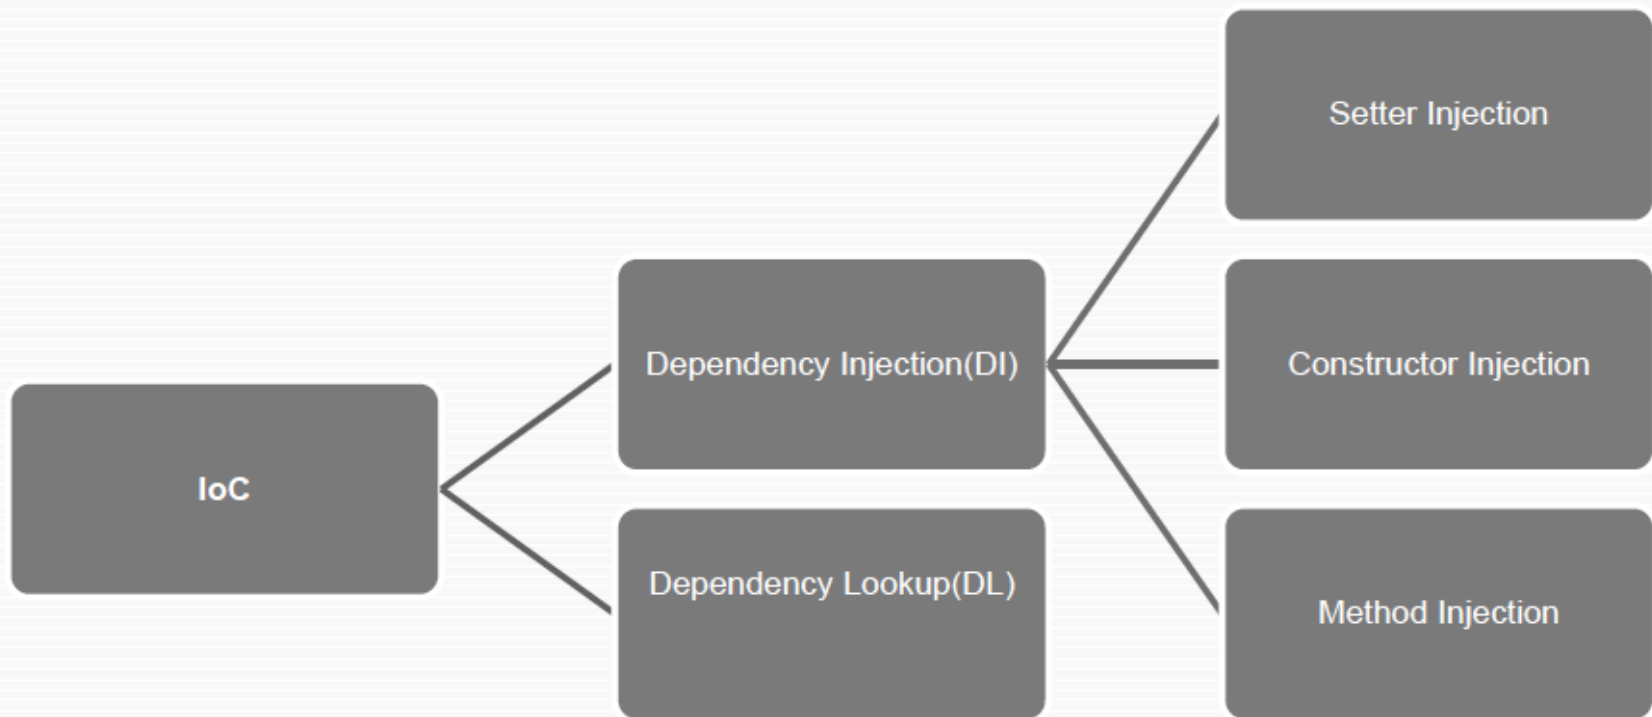 Setter Injection
Dependency Injection(DI)
Constructor Injection
IoC
Dependency Lookup(DL)
Method Injection